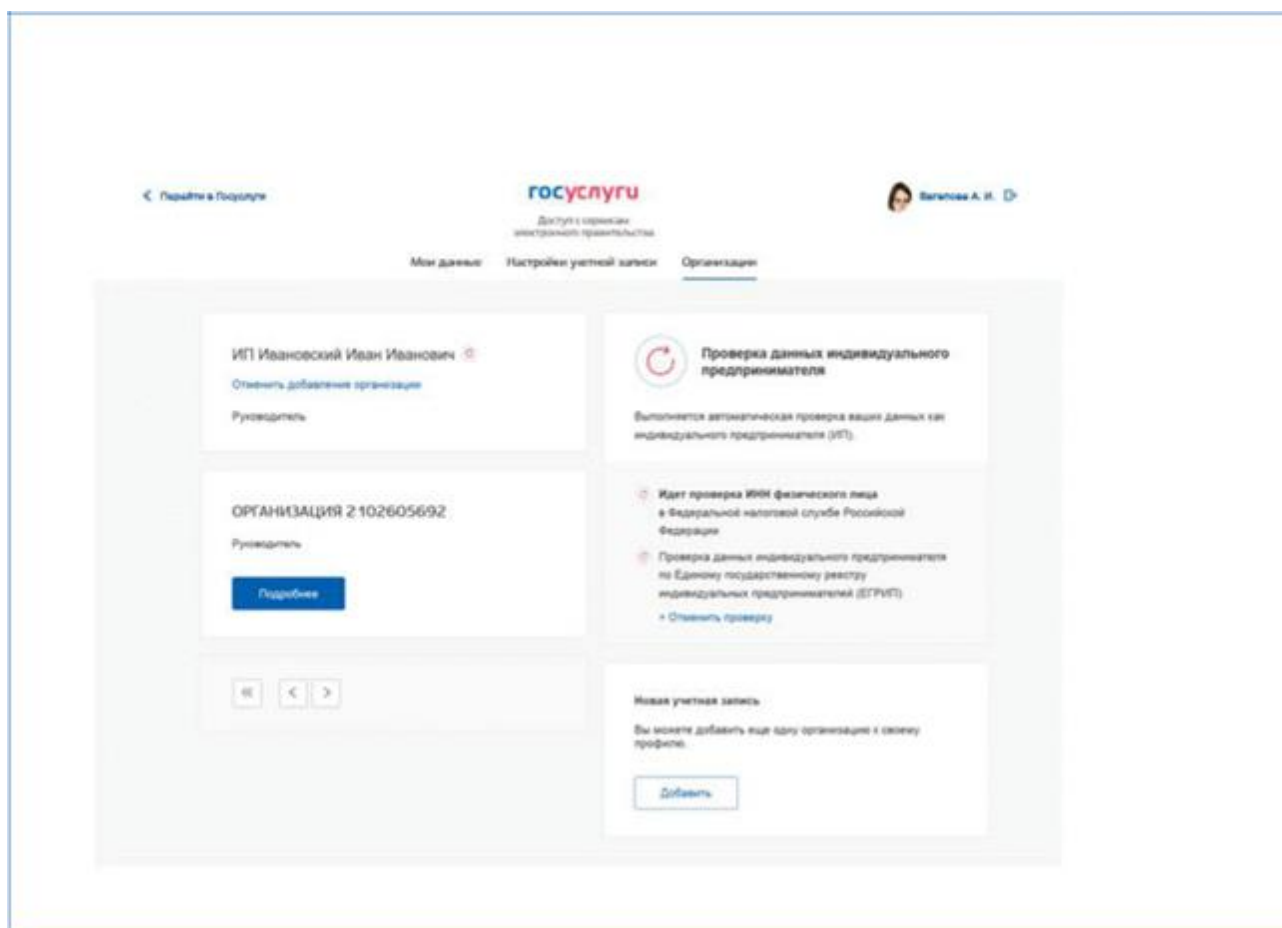 Перейти в Госуслуги
госуслуги
Доступ к сервисам
электронного правительства
А. И.
Мои данные Настройки учетной записи Организации
ИП Ивановский Иван Иванович
Отменить добавление организации
Руководитель
ОРГАНИЗАЦИЯ 2 102605692
Руководитель
Подробнее
Проверка данных индивидуального
предпринимателя
Выполняется автоматическая проверка ваших данных как
индивидуального предпринимателя (ИП).
Идет проверка ИНН физического лица
в Федеральной налоговой службе Российской
Федерации
Проверка данных индивидуального предпринимателя
по Единому государственному реестру
индивидуальных предпринимателей (ЕГРИП)
+ Отменить проверку
Новая учетная запись
Вы можете добавить еще одну организацию к своему
профилю.
Добавить